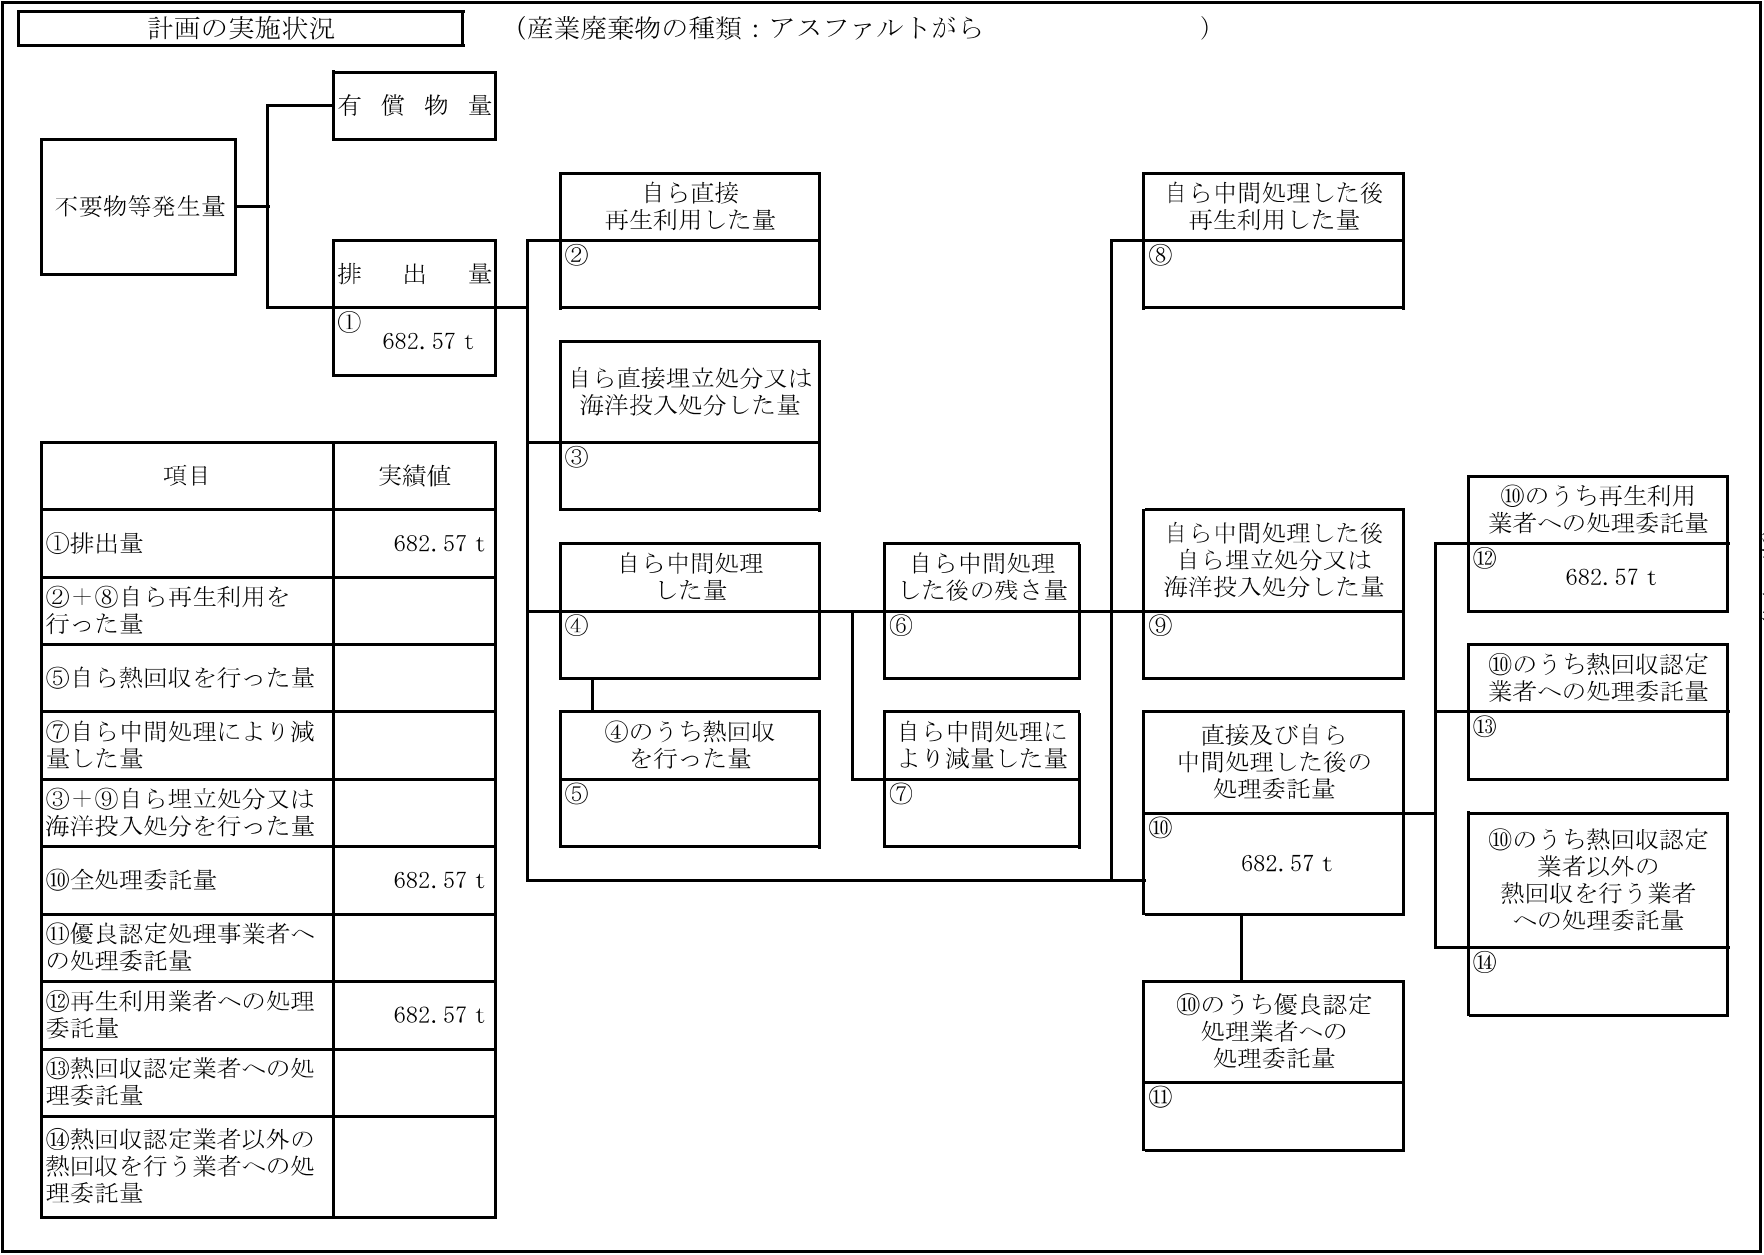 計画の実施状況
（産業廃棄物の種類：アスファルトがら　　　　　　　　）
有 償 物 量
不要物等発生量
排 出 量
①
682.57 t
自ら直接
再生利用した量
②
自ら直接埋立処分又は
海洋投入処分した量
③
自ら中間処理
した量
④
④のうち熱回収
を行った量
⑤
自ら中間処理
した後の残さ量
⑥
自ら中間処理に
より減量した量
⑦
自ら中間処理した後
再生利用した量
⑧
自ら中間処理した後
自ら埋立処分又は
海洋投入処分した量
⑨
直接及び自ら
中間処理した後の
処理委託量
⑩
682.57 t
⑩のうち優良認定
処理業者への
処理委託量
⑪
⑩のうち再生利用
業者への処理委託量
⑫
682.57 t
⑩のうち熱回収認定
業者への処理委託量
⑬
⑩のうち熱回収認定
業者以外の
熱回収を行う業者
への処理委託量
⑭
項目 実績値
①排出量 682.57 t
②＋⑧自ら再生利用を
行った量
⑤自ら熱回収を行った量
⑦自ら中間処理により減
量した量
③＋⑨自ら埋立処分又は
海洋投入処分を行った量
⑩全処理委託量 682.57 t
⑪優良認定処理事業者へ
の処理委託量
⑫再生利用業者への処理
委託量 682.57 t
⑬熱回収認定業者への処
理委託量
⑭熱回収認定業者以外の
熱回収を行う業者への処
理委託量